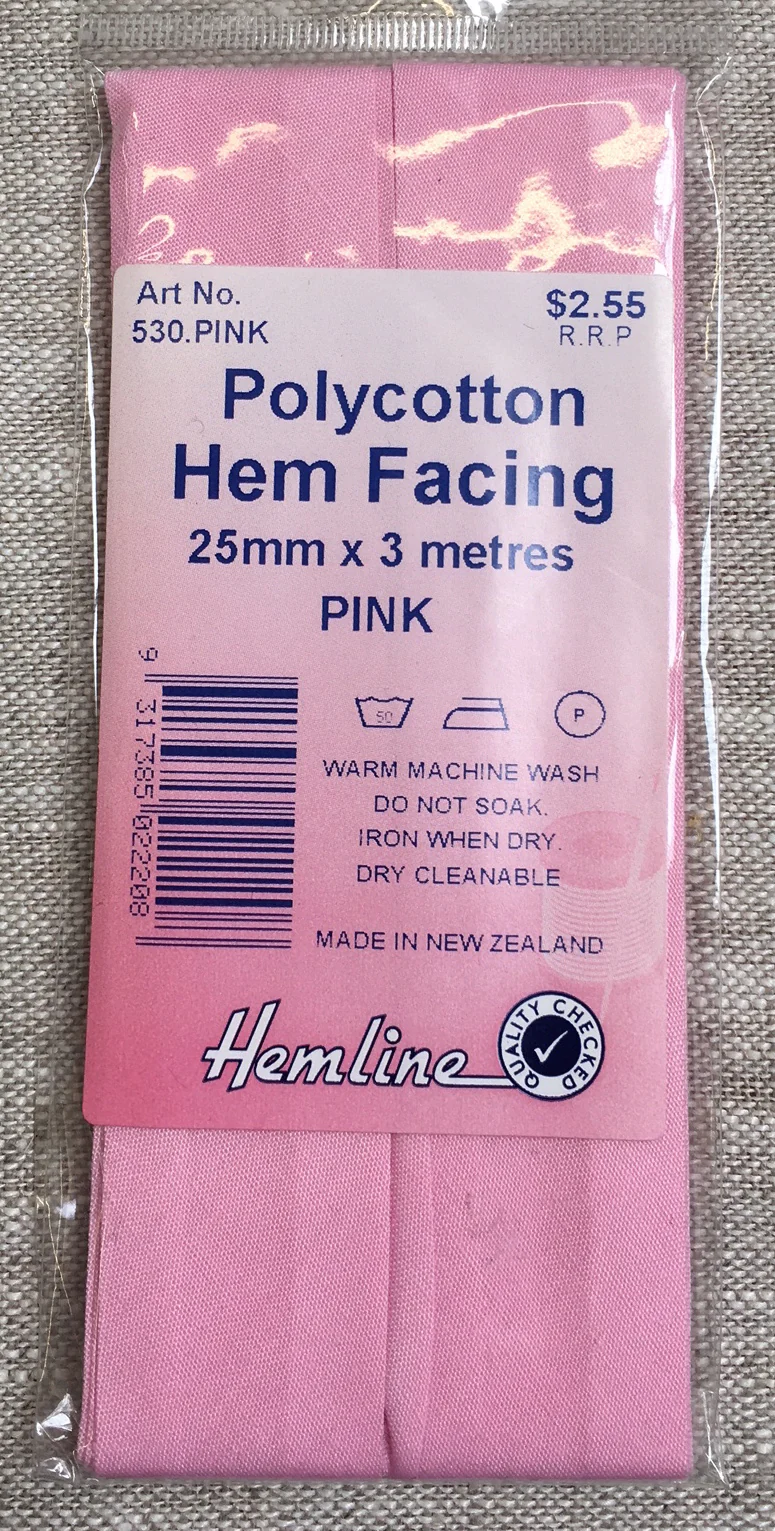 Art No.
530.PINK
$2.55
R.R.P
Polycotton
Hem Facing
25mm x 3 metres
PINK
9 317385 022208
50
P
WARM MACHINE WASH
DO NOT SOAK.
IRON WHEN DRY.
DRY CLEANABLE
MADE IN NEW ZEALAND
Hemline
QUALITY CHECKED